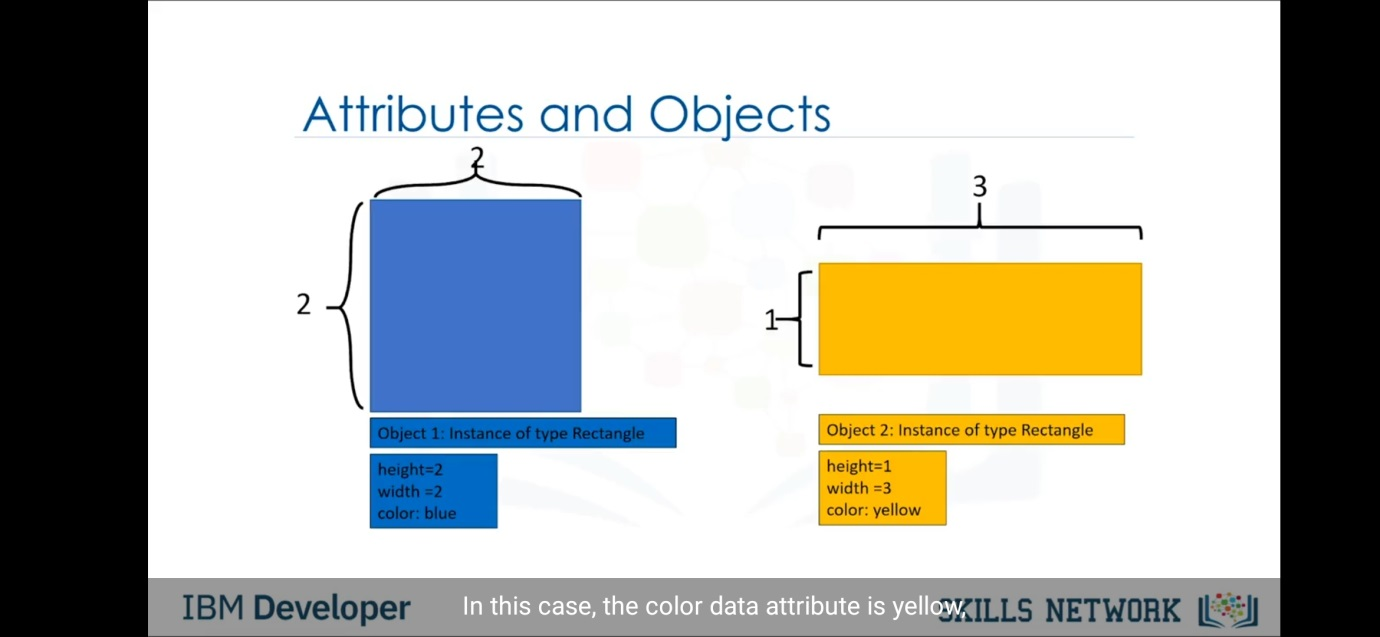 Attributes and Objects
2
3
2
1
Object 1: Instance of type Rectangle
height=2
width =2
color: blue
Object 2: Instance of type Rectangle
height=1
width =3
color: yellow
IBM Developer
In this case, the color data attribute is yellow,
SKILLS NETWORK